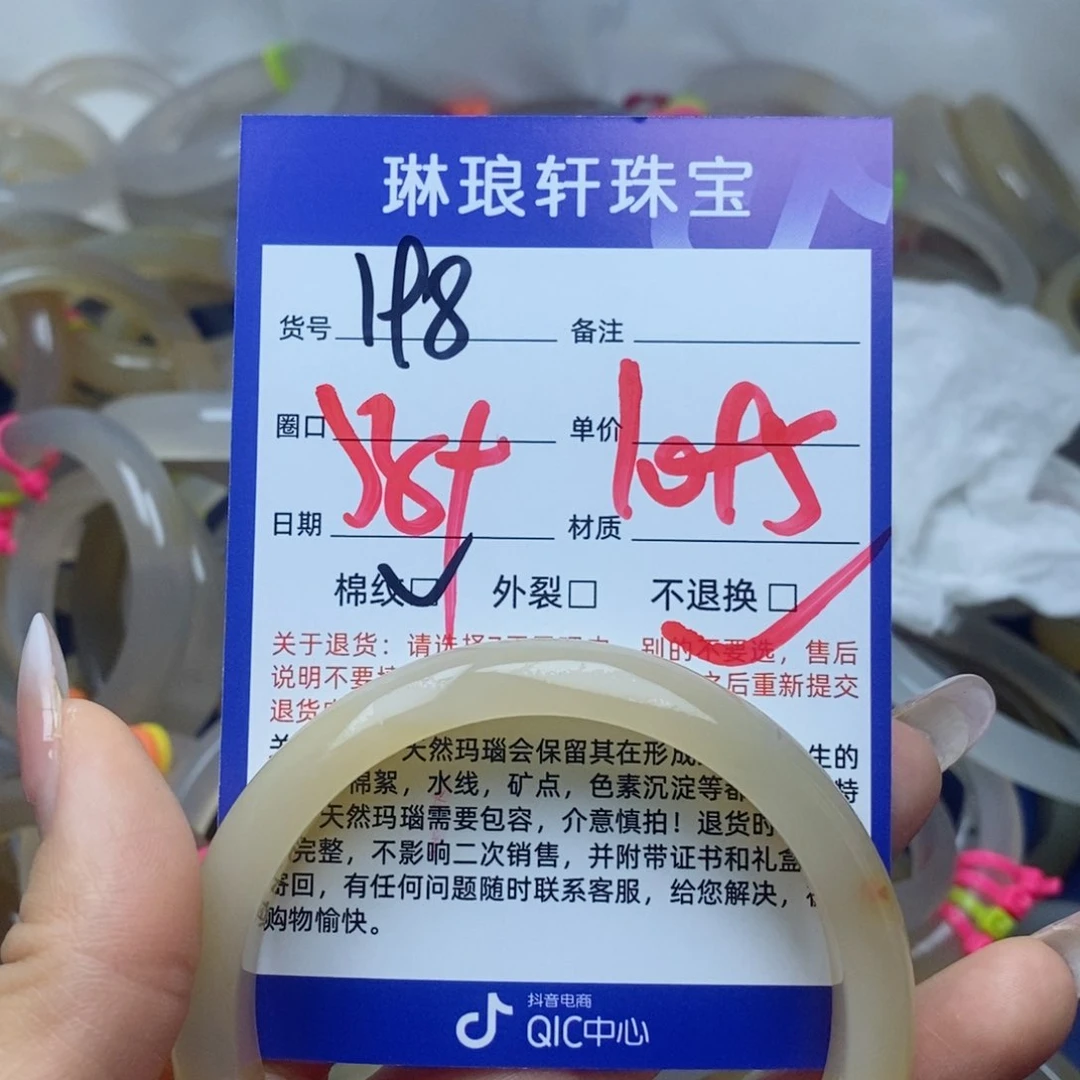 琳琅轩珠宝
货号 备注
圈口 单价
日期 材质
棉纹 外裂 不退换
关于退货：请选择7 别的不要选，售后
说明不要 之后重新提交
退货
天然玛瑙会保留其在形成 生的
棉絮，水线，矿点，色素沉淀等都 特
天然玛瑙需要包容，介意慎拍！退货时
完整，不影响二次销售，并附带证书和礼盒
寄回，有任何问题随时联系客服，给您解决，
购物愉快。
抖音电商
QIC中心